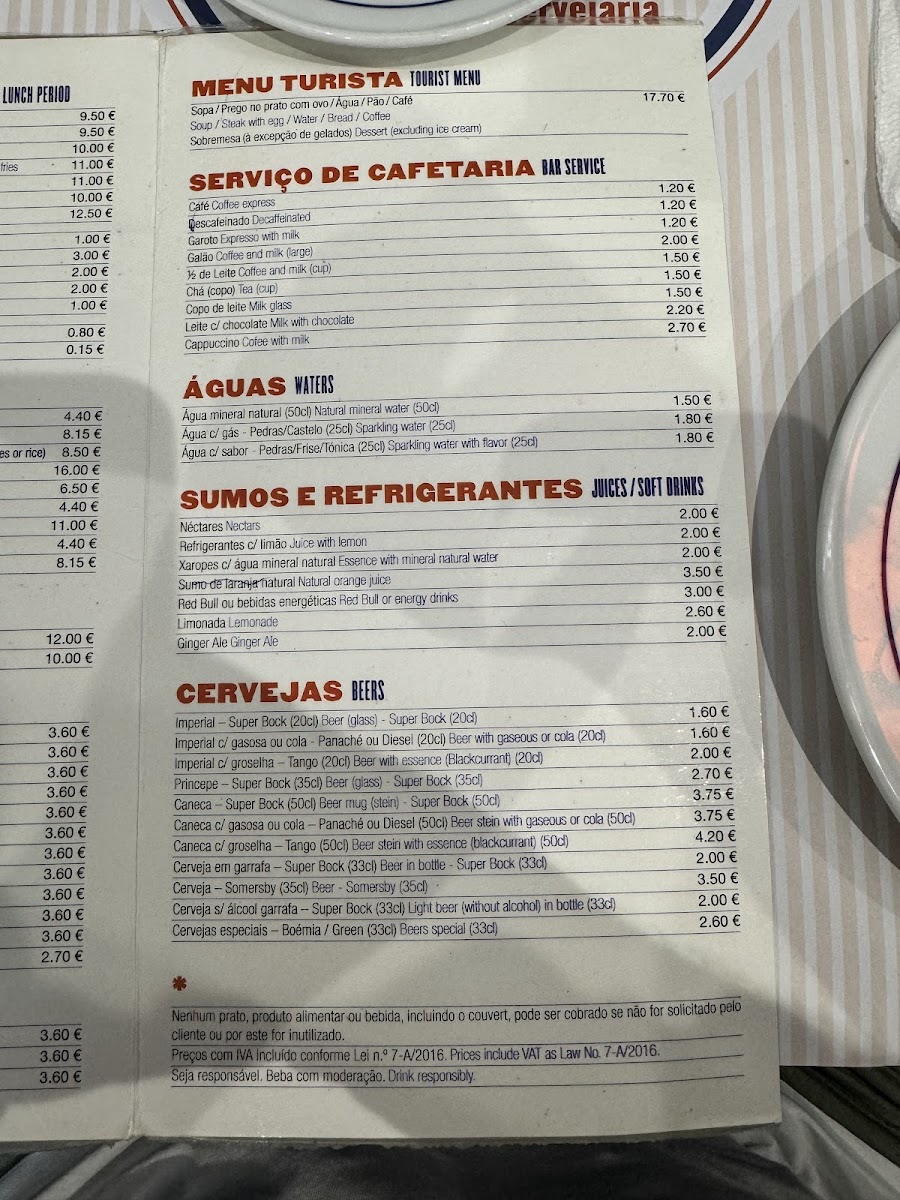 ervejaria
LUNCH PERIOD
9.50 €
9.50 €
10.00 €
fries 11.00 €
11.00 €
10.00 €
12.50 €
1.00 €
3.00 €
2.00 €
2.00 €
1.00 €
0.80 €
0.15 €
4.40 €
8.15 €
es or rice) 8.50 €
16.00 €
6.50 €
4.40 €
11.00 €
4.40 €
8.15 €
12.00 €
10.00 €
3.60 €
3.60 €
3.60 €
3.60 €
3.60 €
3.60 €
3.60 €
3.60 €
3.60 €
3.60 €
3.60 €
2.70 €
3.60 €
3.60 €
3.60 €
MENU TURISTA TOURIST MENU
Sopa / Prego no prato com ovo / Água / Pão / Café 17.70 €
Soup / Steak with egg / Water / Bread / Coffee
Sobremesa (à excepção de gelados) Dessert (excluding ice cream)
SERVIÇO DE CAFETARIA BAR SERVICE
Café Coffee express 1.20 €
Descafeinado Decaffeinated 1.20 €
Garoto Expresso with milk 1.20 €
Galão Coffee and milk (large) 2.00 €
½ de Leite Coffee and milk (cup) 1.50 €
Chá (copo) Tea (cup) 1.50 €
Copo de leite Milk glass 1.50 €
Leite c/ chocolate Milk with chocolate 2.20 €
Cappuccino Cofee with milk 2.70 €
ÁGUAS WATERS
Água mineral natural (50cl) Natural mineral water (50cl) 1.50 €
Água c/ gás - Pedras/Castelo (25cl) Sparkling water (25cl) 1.80 €
Água c/ sabor - Pedras/Frise/Tónica (25cl) Sparkling water with flavor (25cl) 1.80 €
SUMOS E REFRIGERANTES JUICES / SOFT DRINKS
Néctares Nectars 2.00 €
Refrigerantes c/ limão Juice with lemon 2.00 €
Xaropes c/ água mineral natural Essence with mineral natural water 2.00 €
Sumo de laranja natural Natural orange juice 3.50 €
Red Bull ou bebidas energéticas Red Bull or energy drinks 3.00 €
Limonada Lemonade 2.60 €
Ginger Ale Ginger Ale 2.00 €
CERVEJAS BEERS
Imperial – Super Bock (20cl) Beer (glass) - Super Bock (20cl) 1.60 €
Imperial c/ gasosa ou cola - Panaché ou Diesel (20cl) Beer with gaseous or cola (20cl) 1.60 €
Imperial c/ groselha – Tango (20cl) Beer with essence (Blackcurrant) (20cl) 2.00 €
Princepe – Super Bock (35cl) Beer (glass) - Super Bock (35cl) 2.70 €
Caneca – Super Bock (50cl) Beer mug (stein) - Super Bock (50cl) 3.75 €
Caneca c/ gasosa ou cola – Panaché ou Diesel (50cl) Beer stein with gaseous or cola (50cl) 3.75 €
Caneca c/ groselha – Tango (50cl) Beer stein with essence (blackcurrant) (50cl) 4.20 €
Cerveja em garrafa – Super Bock (33cl) Beer in bottle - Super Bock (33cl) 2.00 €
Cerveja – Somersby (35cl) Beer - Somersby (35cl) 3.50 €
Cerveja s/ álcool garrafa – Super Bock (33cl) Light beer (without alcohol) in bottle (33cl) 2.00 €
Cervejas especiais – Boémia / Green (33cl) Beers special (33cl) 2.60 €
*
Nenhum prato, produto alimentar ou bebida, incluindo o couvert, pode ser cobrado se não for solicitado pelo
cliente ou por este for inutilizado.
Preços com IVA Incluído conforme Lei n.º 7-A/2016. Prices include VAT as Law No. 7-A/2016.
Seja responsável. Beba com moderação. Drink responsibly.